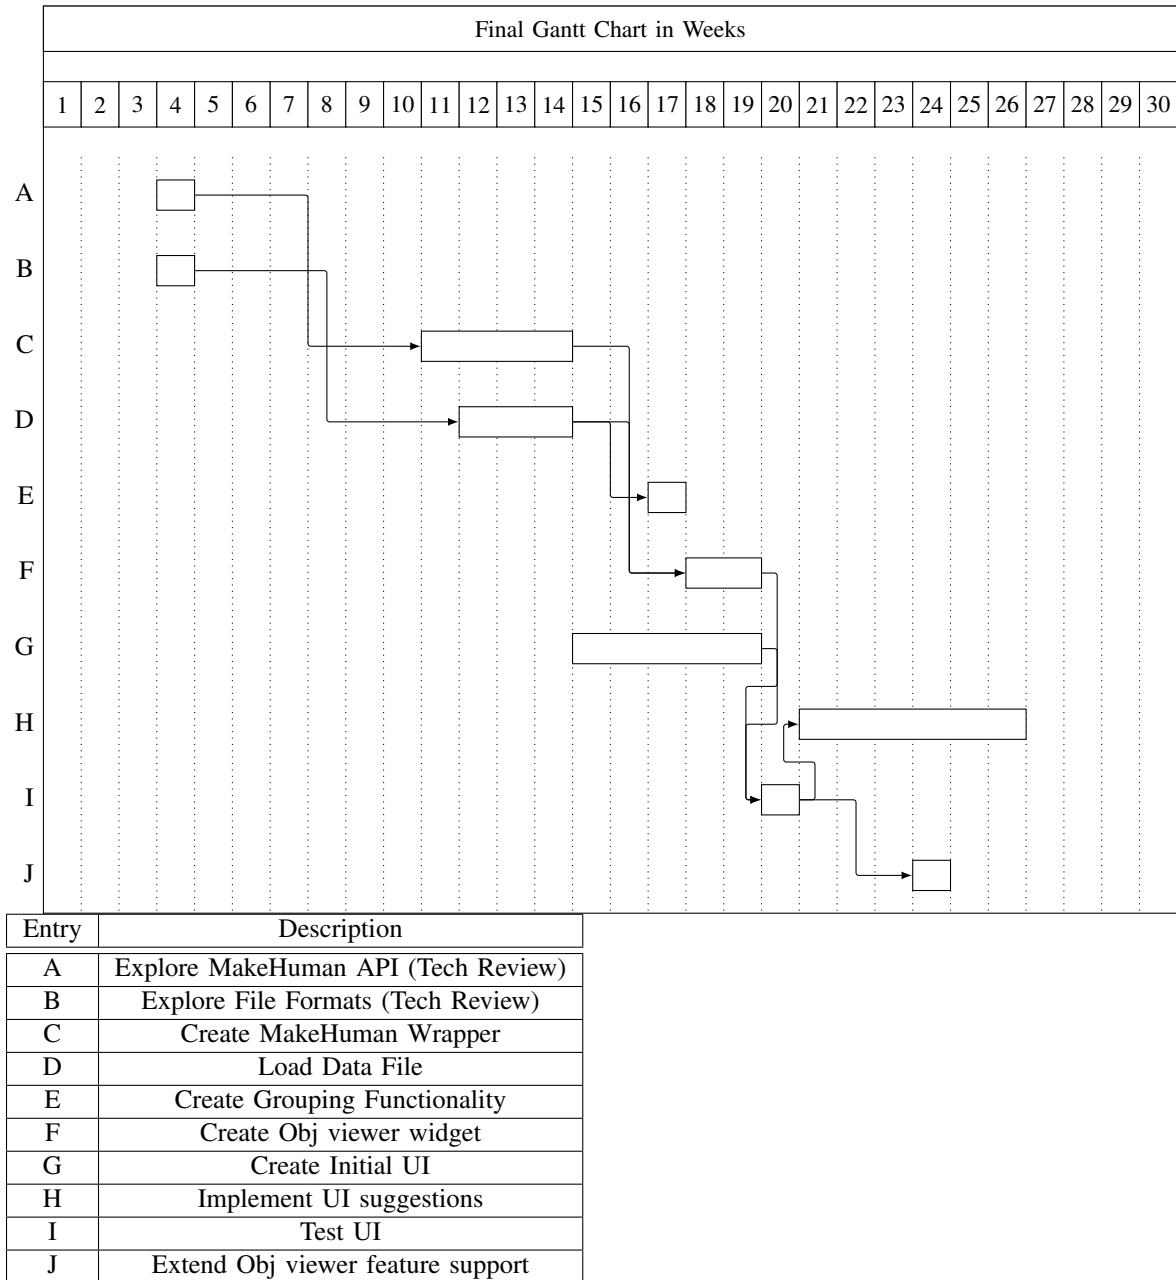 Final Gantt Chart in Weeks
1 2 3 4 5 6 7 8 9 10 11 12 13 14 15 16 17 18 19 20 21 22 23 24 25 26 27 28 29 30
A
B
C
D
E
F
G
H
I
J
Entry Description
A Explore MakeHuman API (Tech Review)
B Explore File Formats (Tech Review)
C Create MakeHuman Wrapper
D Load Data File
E Create Grouping Functionality
F Create Obj viewer widget
G Create Initial UI
H Implement UI suggestions
I Test UI
J Extend Obj viewer feature support